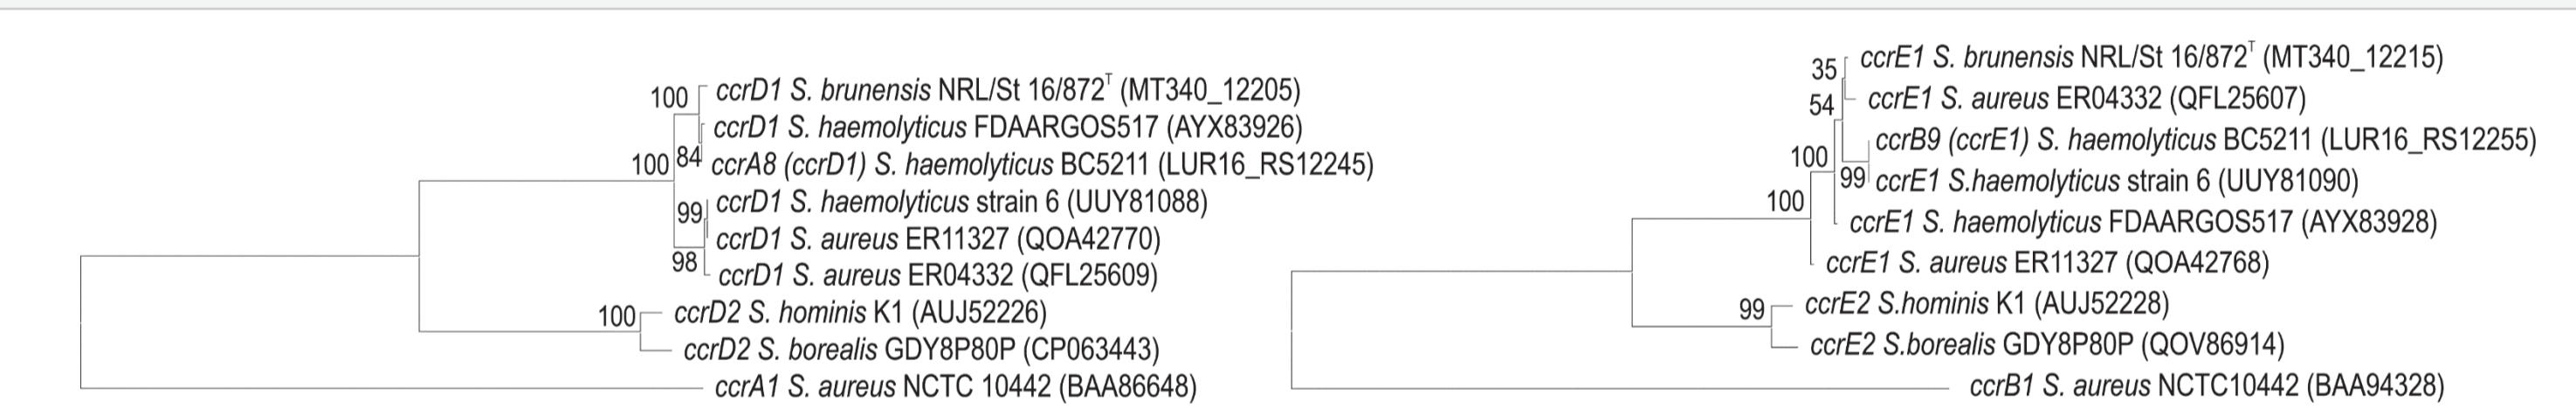 100
ccrD1 S. brunensis NRL/St 16/872ᵀ (MT340_12205)
ccrD1 S. haemolyticus FDAARGOS517 (AYX83926)
100
84
ccrA8 (ccrD1) S. haemolyticus BC5211 (LUR16_RS12245)
ccrD1 S. haemolyticus strain 6 (UUY81088)
99
ccrD1 S. aureus ER11327 (QOA42770)
98
ccrD1 S. aureus ER04332 (QFL25609)
100
ccrD2 S. hominis K1 (AUJ52226)
ccrD2 S. borealis GDY8P80P (CP063443)
ccrA1 S. aureus NCTC 10442 (BAA86648)
35
ccrE1 S. brunensis NRL/St 16/872ᵀ (MT340_12215)
54
ccrE1 S. aureus ER04332 (QFL25607)
ccrB9 (ccrE1) S. haemolyticus BC5211 (LUR16_RS12255)
100
99
ccrE1 S.haemolyticus strain 6 (UUY81090)
100
ccrE1 S. haemolyticus FDAARGOS517 (AYX83928)
ccrE1 S. aureus ER11327 (QOA42768)
99
ccrE2 S.hominis K1 (AUJ52228)
ccrE2 S.borealis GDY8P80P (QOV86914)
ccrB1 S. aureus NCTC10442 (BAA94328)